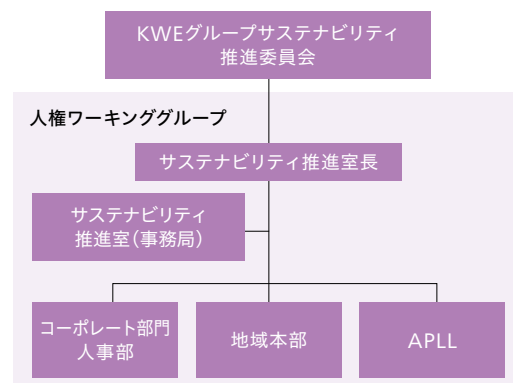 KWEグループサステナビリティ
推進委員会
人権ワーキンググループ
サステナビリティ推進室長
サステナビリティ
推進室(事務局)
コーポレート部門
人事部
地域本部
APLL